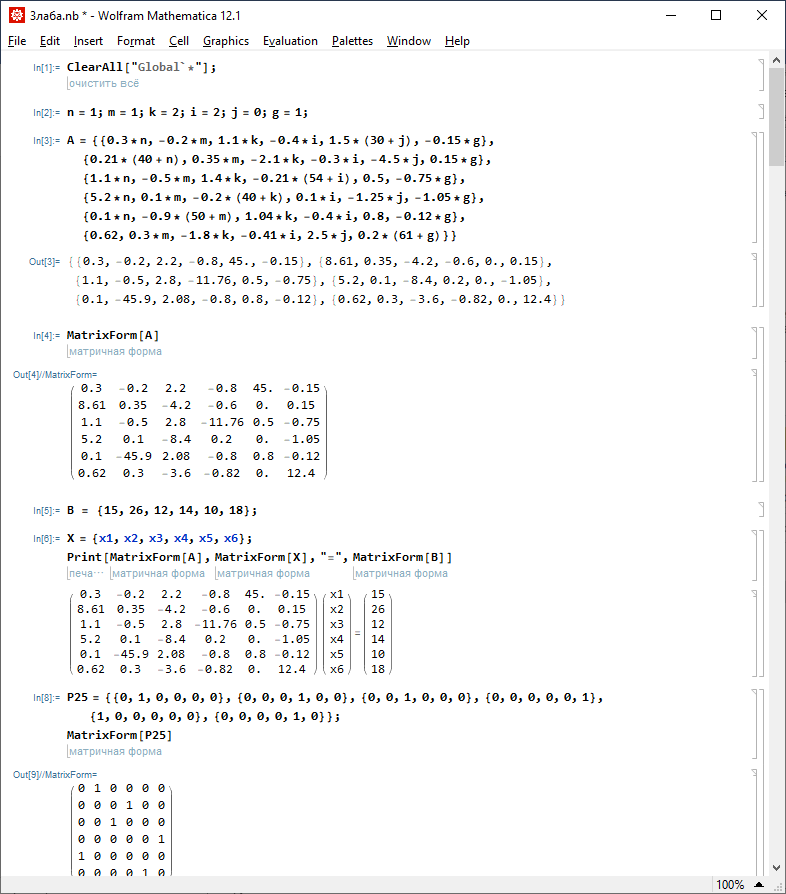 3лаба.nb * - Wolfram Mathematica 12.1
File Edit Insert Format Cell Graphics Evaluation Palettes Window Help
In[1]:= ClearAll["Global`*"];
очистить всё
In[2]:= n = 1; m = 1; k = 2; i = 2; j = 0; g = 1;
In[3]:= A = {{0.3*n, -0.2*m, 1.1*k, -0.4*i, 1.5*(30+j), -0.15*g},
{0.21*(40+n), 0.35*m, -2.1*k, -0.3*i, -4.5*j, 0.15*g},
{1.1*n, -0.5*m, 1.4*k, -0.21*(54+i), 0.5, -0.75*g},
{5.2*n, 0.1*m, -0.2*(40+k), 0.1*i, -1.25*j, -1.05*g},
{0.1*n, -0.9*(50+m), 1.04*k, -0.4*i, 0.8, -0.12*g},
{0.62, 0.3*m, -1.8*k, -0.41*i, 2.5*j, 0.2*(61+g)}}
Out[3]= {{0.3, -0.2, 2.2, -0.8, 45., -0.15}, {8.61, 0.35, -4.2, -0.6, 0., 0.15},
{1.1, -0.5, 2.8, -11.76, 0.5, -0.75}, {5.2, 0.1, -8.4, 0.2, 0., -1.05},
{0.1, -45.9, 2.08, -0.8, 0.8, -0.12}, {0.62, 0.3, -3.6, -0.82, 0., 12.4}}
In[4]:= MatrixForm[A]
матричная форма
Out[4]//MatrixForm=
0.3 -0.2 2.2 -0.8 45. -0.15
8.61 0.35 -4.2 -0.6 0. 0.15
1.1 -0.5 2.8 -11.76 0.5 -0.75
5.2 0.1 -8.4 0.2 0. -1.05
0.1 -45.9 2.08 -0.8 0.8 -0.12
0.62 0.3 -3.6 -0.82 0. 12.4
In[5]:= B = {15, 26, 12, 14, 10, 18};
In[6]:= X = {x1, x2, x3, x4, x5, x6};
Print[MatrixForm[A], MatrixForm[X], "=", MatrixForm[B]]
печа⋯ матричная форма матричная форма матричная форма
0.3 -0.2 2.2 -0.8 45. -0.15 x1 15
8.61 0.35 -4.2 -0.6 0. 0.15 x2 26
1.1 -0.5 2.8 -11.76 0.5 -0.75 x3 12
5.2 0.1 -8.4 0.2 0. -1.05 x4 = 14
0.1 -45.9 2.08 -0.8 0.8 -0.12 x5 10
0.62 0.3 -3.6 -0.82 0. 12.4 x6 18
In[8]:= P25 = {{0, 1, 0, 0, 0, 0}, {0, 0, 0, 1, 0, 0}, {0, 0, 1, 0, 0, 0}, {0, 0, 0, 0, 0, 1},
{1, 0, 0, 0, 0, 0}, {0, 0, 0, 0, 1, 0}};
MatrixForm[P25]
матричная форма
Out[9]//MatrixForm=
0 1 0 0 0 0
0 0 0 1 0 0
0 0 1 0 0 0
0 0 0 0 0 1
1 0 0 0 0 0
0 0 0 0 1 0
100%